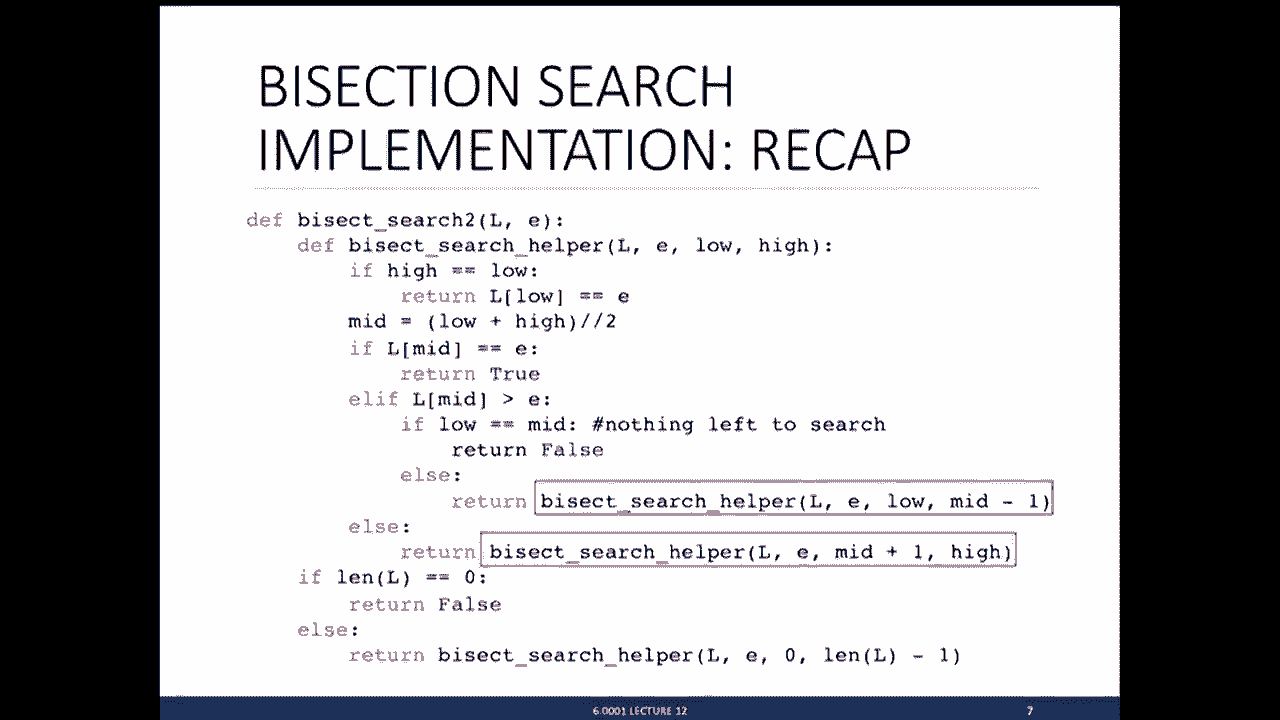 BISECTION SEARCH
IMPLEMENTATION: RECAP
def bisect_search2(L, e):
    def bisect_search_helper(L, e, low, high):
        if high == low:
            return L[low] == e
        mid = (low + high)//2
        if L[mid] == e:
            return True
        elif L[mid] > e:
            if low == mid: #nothing left to search
                return False
            else:
                return bisect_search_helper(L, e, low, mid - 1)
        else:
            return bisect_search_helper(L, e, mid + 1, high)
    if len(L) == 0:
        return False
    else:
        return bisect_search_helper(L, e, 0, len(L) - 1)
6.0001 LECTURE 12
7